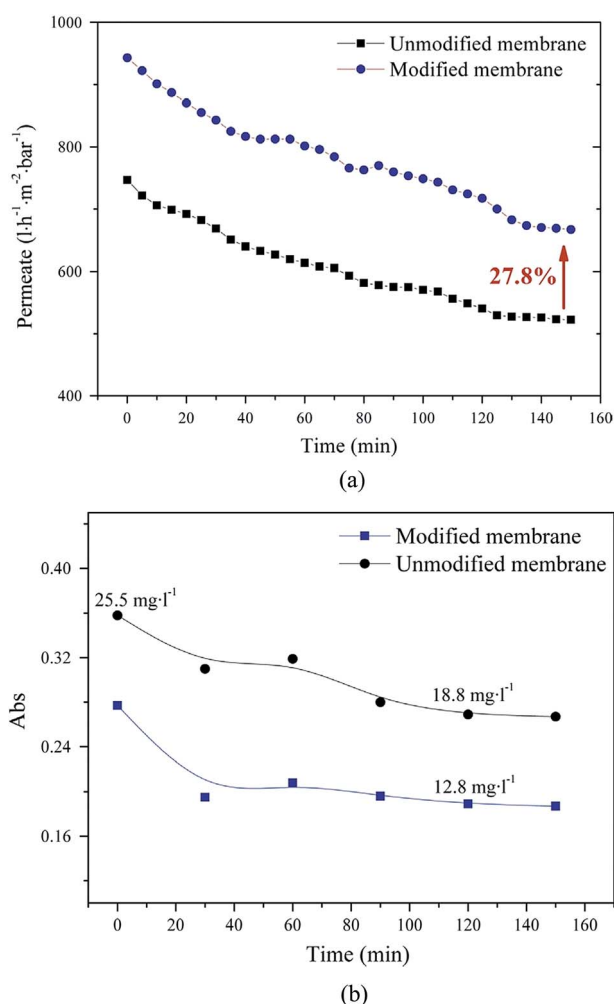 1000
800
600
400
Permeate (l·h⁻¹·m⁻²·bar⁻¹)
Unmodified membrane
Modified membrane
27.8%
0 20 40 60 80 100 120 140 160
Time (min)
(a)
0.40
0.32
0.24
0.16
Abs
Modified membrane
Unmodified membrane
25.5 mg·l⁻¹
18.8 mg·l⁻¹
12.8 mg·l⁻¹
0 20 40 60 80 100 120 140 160
Time (min)
(b)